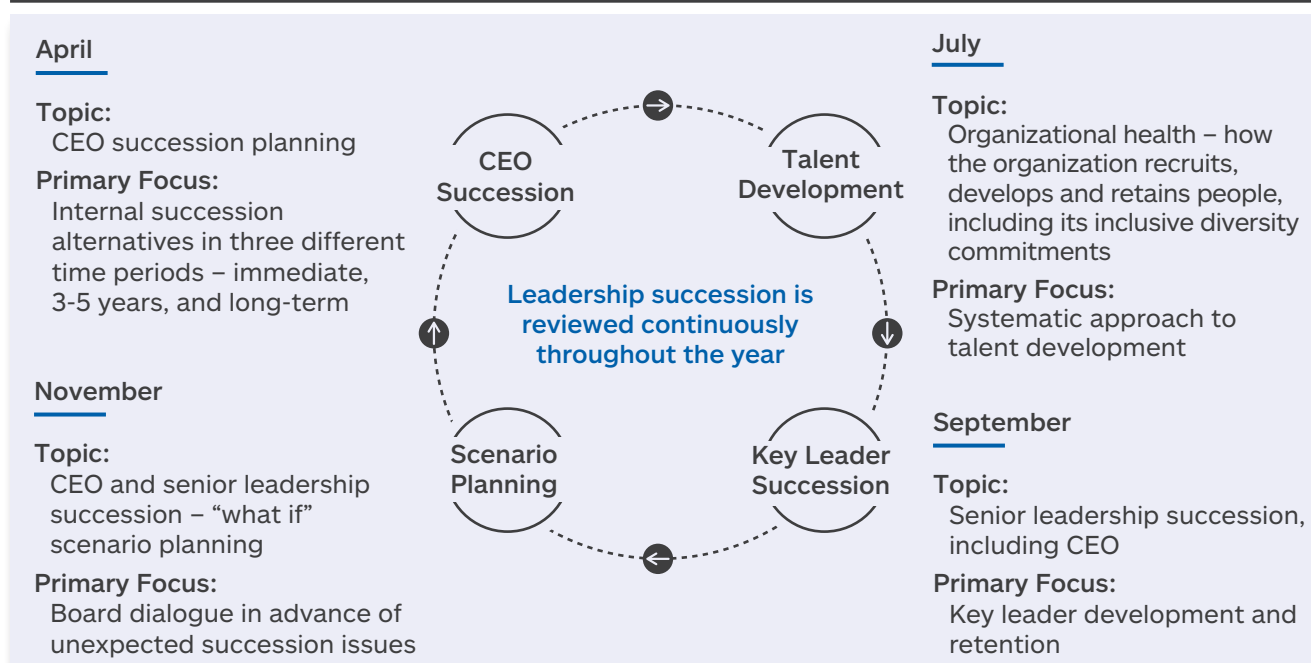 April
Topic:
CEO succession planning
Primary Focus:
Internal succession
alternatives in three different
time periods – immediate,
3-5 years, and long-term
November
Topic:
CEO and senior leadership
succession – “what if”
scenario planning
Primary Focus:
Board dialogue in advance of
unexpected succession issues
CEO
Succession
Talent
Development
Leadership succession is
reviewed continuously
throughout the year
Scenario
Planning
Key Leader
Succession
July
Topic:
Organizational health – how
the organization recruits,
develops and retains people,
including its inclusive diversity
commitments
Primary Focus:
Systematic approach to
talent development
September
Topic:
Senior leadership succession,
including CEO
Primary Focus:
Key leader development and
retention